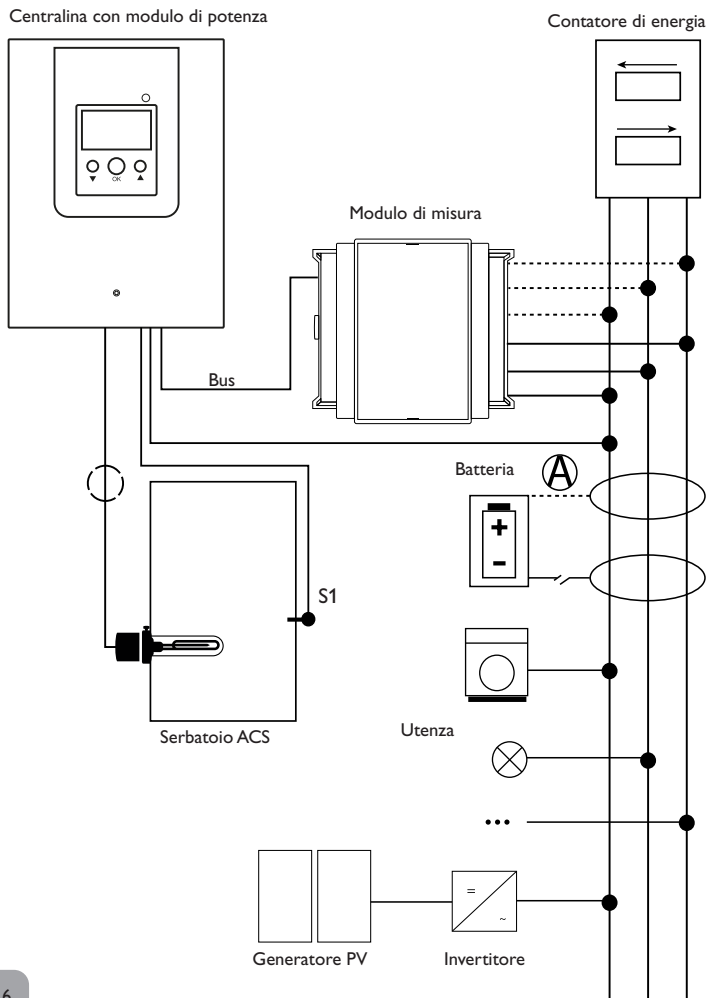 Centralina con modulo di potenza
Contatore di energia
OK
Modulo di misura
Bus
Batteria
A
+
−
S1
Serbatoio ACS
Utenza
...
=
~
Generatore PV
Invertitore
6